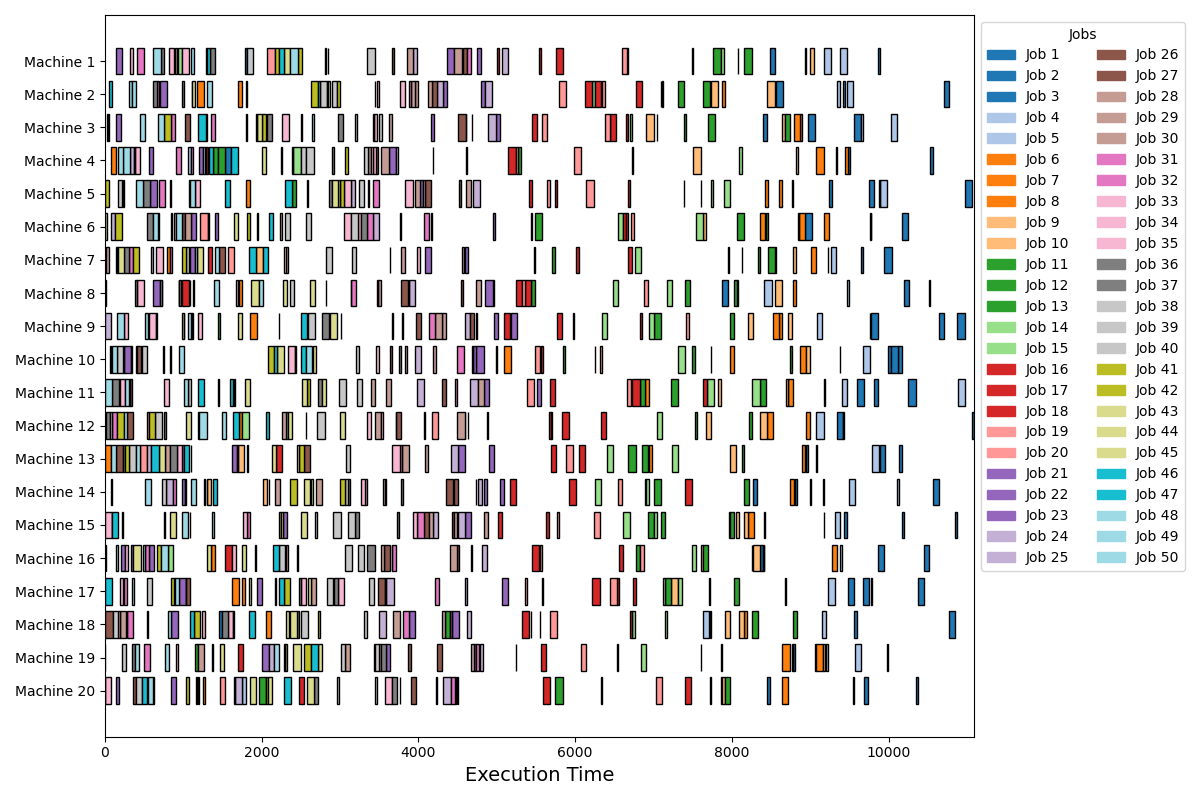 Machine 1
Machine 2
Machine 3
Machine 4
Machine 5
Machine 6
Machine 7
Machine 8
Machine 9
Machine 10
Machine 11
Machine 12
Machine 13
Machine 14
Machine 15
Machine 16
Machine 17
Machine 18
Machine 19
Machine 20
0 2000 4000 6000 8000 10000
Execution Time
Jobs
Job 1 Job 26
Job 2 Job 27
Job 3 Job 28
Job 4 Job 29
Job 5 Job 30
Job 6 Job 31
Job 7 Job 32
Job 8 Job 33
Job 9 Job 34
Job 10 Job 35
Job 11 Job 36
Job 12 Job 37
Job 13 Job 38
Job 14 Job 39
Job 15 Job 40
Job 16 Job 41
Job 17 Job 42
Job 18 Job 43
Job 19 Job 44
Job 20 Job 45
Job 21 Job 46
Job 22 Job 47
Job 23 Job 48
Job 24 Job 49
Job 25 Job 50